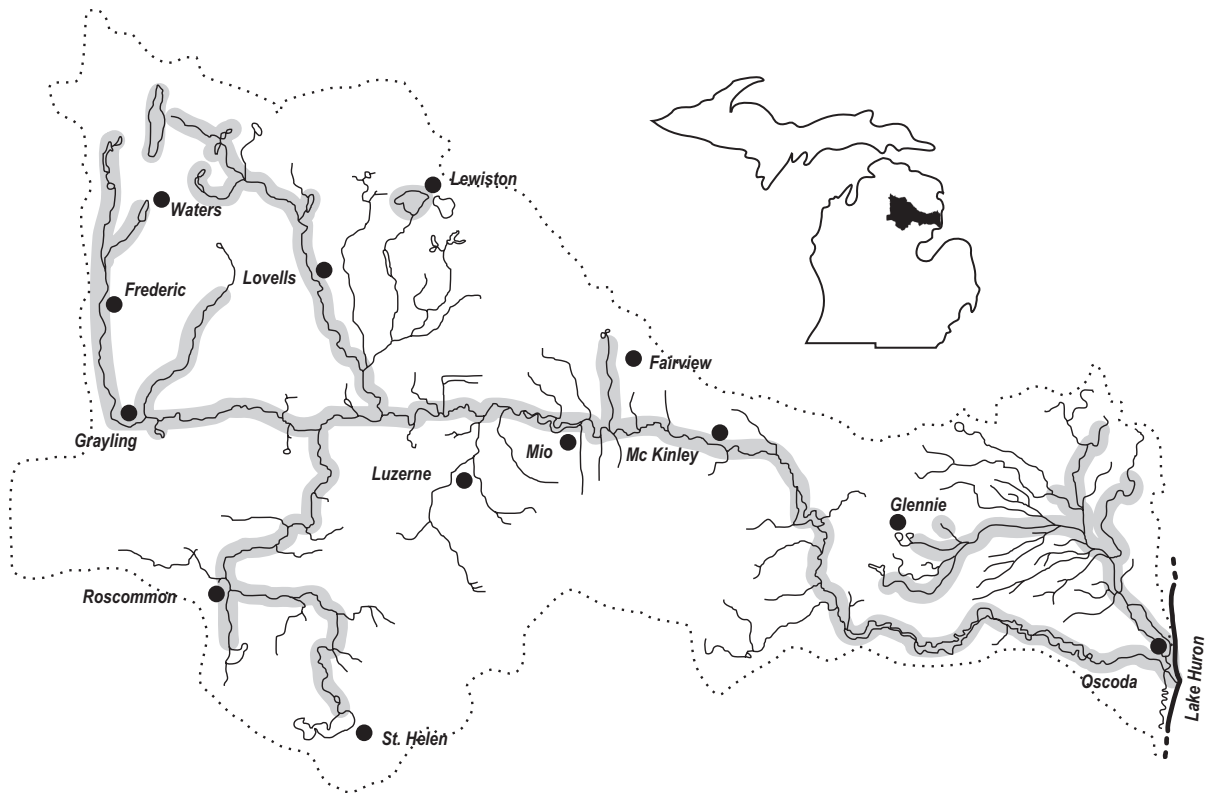 Lewiston
Waters
Lovells
Frederic
Fairview
Grayling
Mio
Mc Kinley
Luzerne
Glennie
Roscommon
Oscoda
Lake Huron
St. Helen